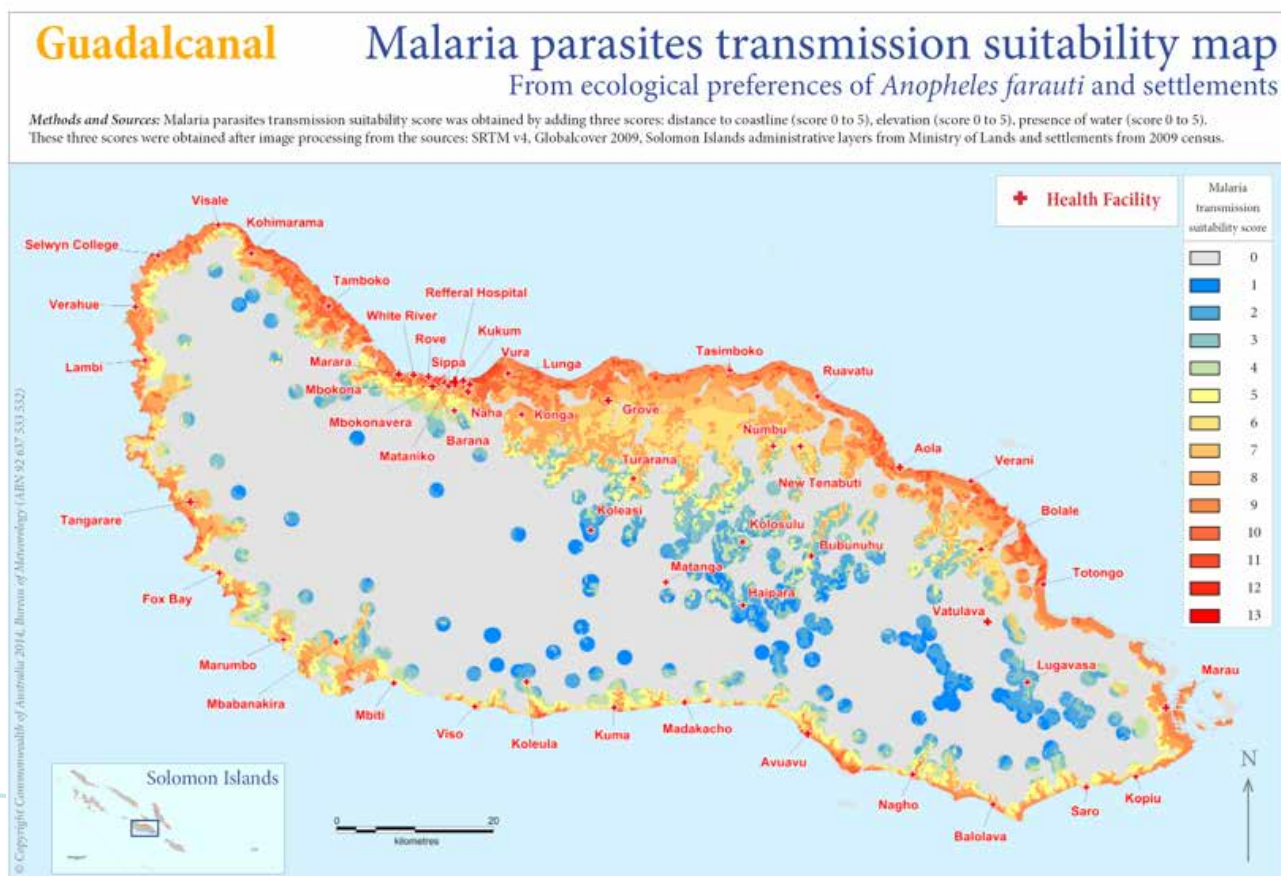 Guadalcanal
Malaria parasites transmission suitability map
From ecological preferences of Anopheles farauti and settlements
Methods and Sources: Malaria parasites transmission suitability score was obtained by adding three scores: distance to coastline (score 0 to 5), elevation (score 0 to 5), presence of water (score 0 to 5).
These three scores were obtained after image processing from the sources: SRTM v4, Globalcover 2009, Solomon Islands administrative layers from Ministry of Lands and settlements from 2009 census.
Health Facility
Malaria
transmission
suitability score
0
1
2
3
4
5
6
7
8
9
10
11
12
13
Visale
Kohimarama
Selwyn College
Tamboko
Refferal Hospital
Verahue
White River
Kukum
Rove
Vura
Tasimboko
Marara
Sippa
Lunga
Ruavatu
Lambi
Mbokona
Mbokonavera
Naha
Konga
Grove
Mataniko
Barana
Numbu
Aola
Verani
Turarana
New Tenabuti
Tangarare
Koleasi
Kolosulu
Bolale
Bubunuhu
Matanga
Totongo
Fox Bay
Haipara
Vatulava
Marumbo
Lugavasa
Marau
Mbabanakira
Mbiti
Viso
Koleula
Kuma
Madakacho
Avuavu
Nagho
Saro
Kopiu
Balolava
Solomon Islands
0
20
kilometres
N
© Copyright Commonwealth of Australia 2014, Bureau of Meteorology (ABN 92 637 533 532)